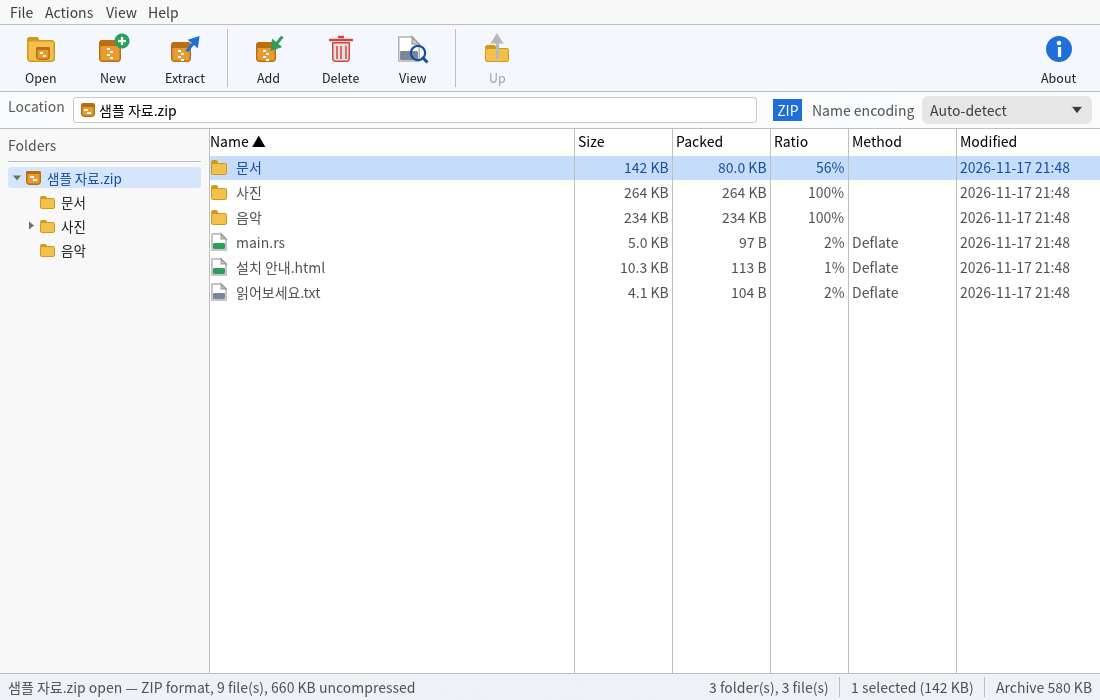 File Actions View Help
Open New Extract Add Delete View Up About
Location 샘플 자료.zip ZIP Name encoding Auto-detect
Folders
샘플 자료.zip
문서
사진
음악
Name ▲ Size Packed Ratio Method Modified
문서 142 KB 80.0 KB 56% 2026-11-17 21:48
사진 264 KB 264 KB 100% 2026-11-17 21:48
음악 234 KB 234 KB 100% 2026-11-17 21:48
main.rs 5.0 KB 97 B 2% Deflate 2026-11-17 21:48
설치 안내.html 10.3 KB 113 B 1% Deflate 2026-11-17 21:48
읽어보세요.txt 4.1 KB 104 B 2% Deflate 2026-11-17 21:48
샘플 자료.zip open — ZIP format, 9 file(s), 660 KB uncompressed 3 folder(s), 3 file(s) 1 selected (142 KB) Archive 580 KB